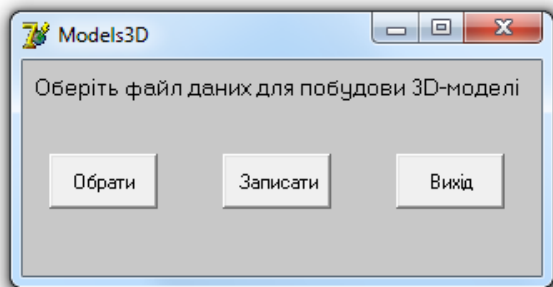 Models3D
Оберіть файл даних для побудови 3D-моделі
Обрати
Записати
Вихід